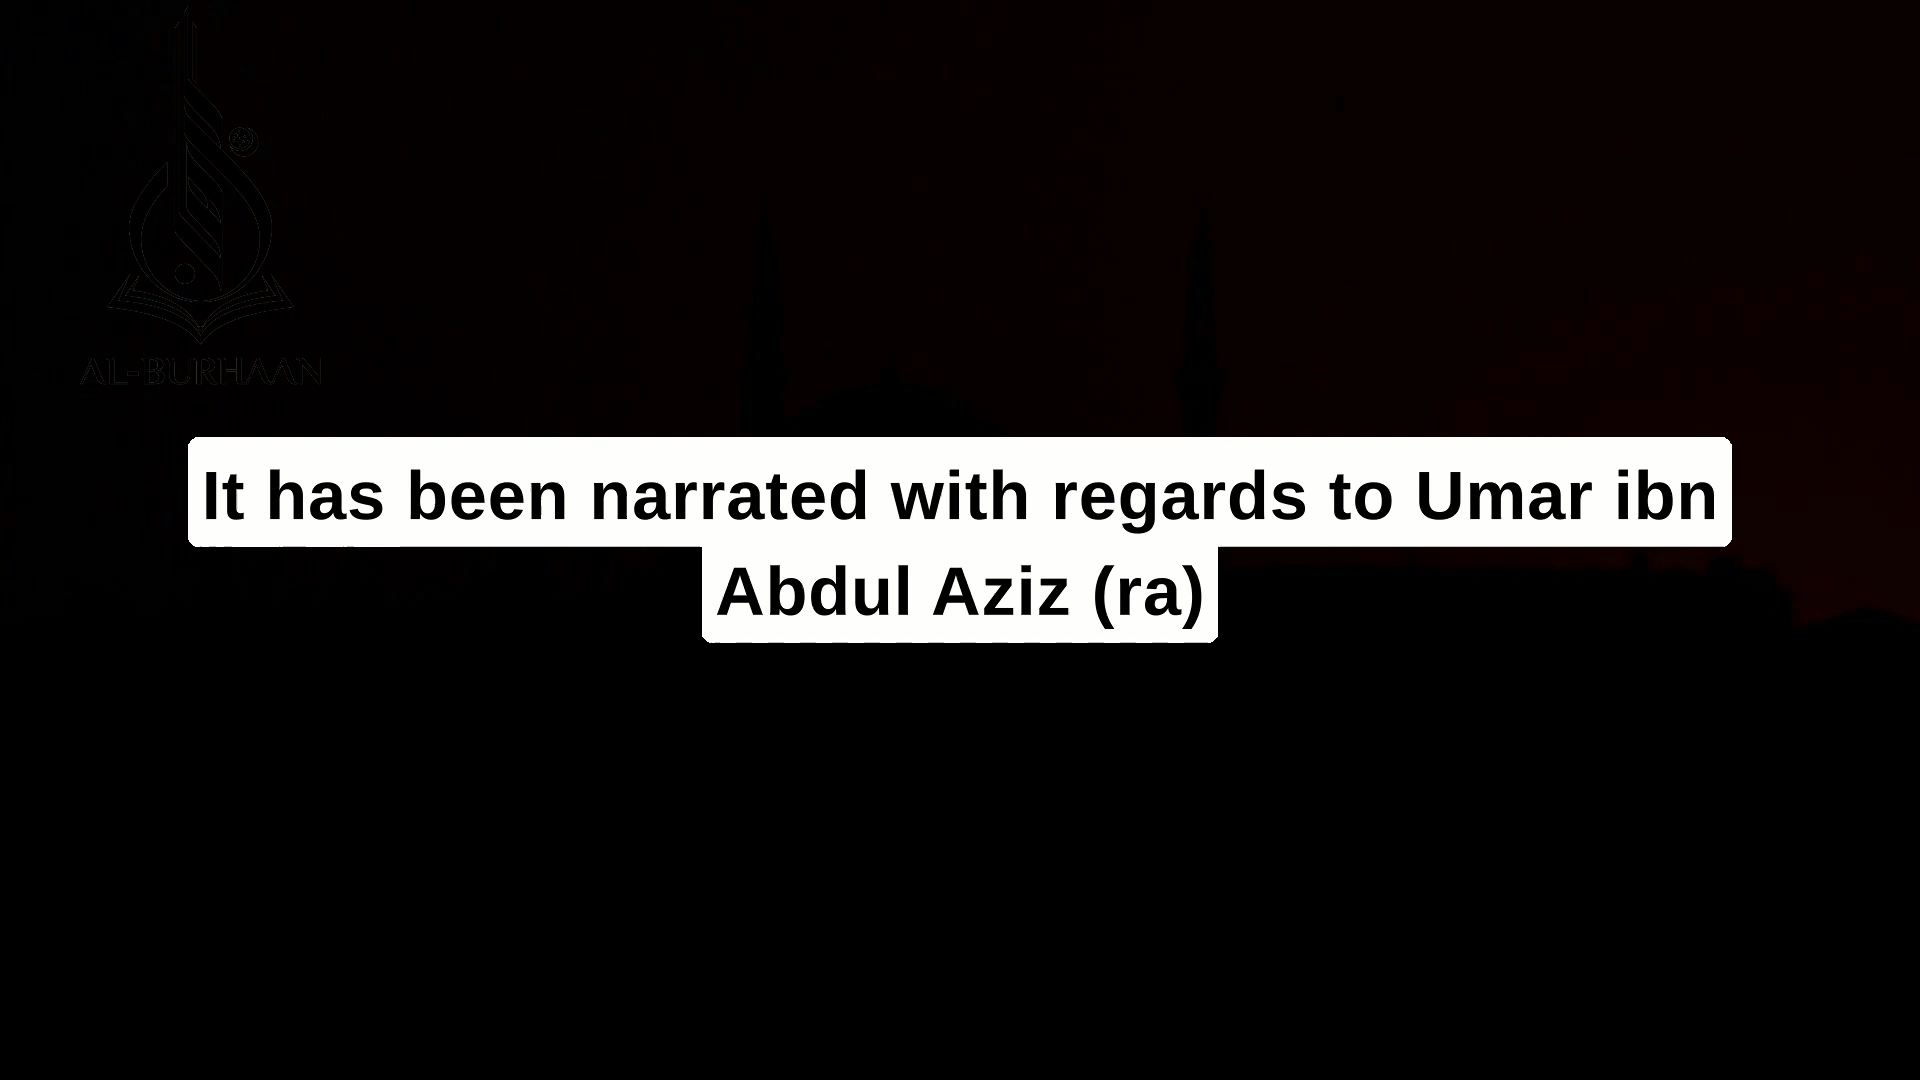 AL-BURHAAN
It has been narrated with regards to Umar ibn
Abdul Aziz (ra)